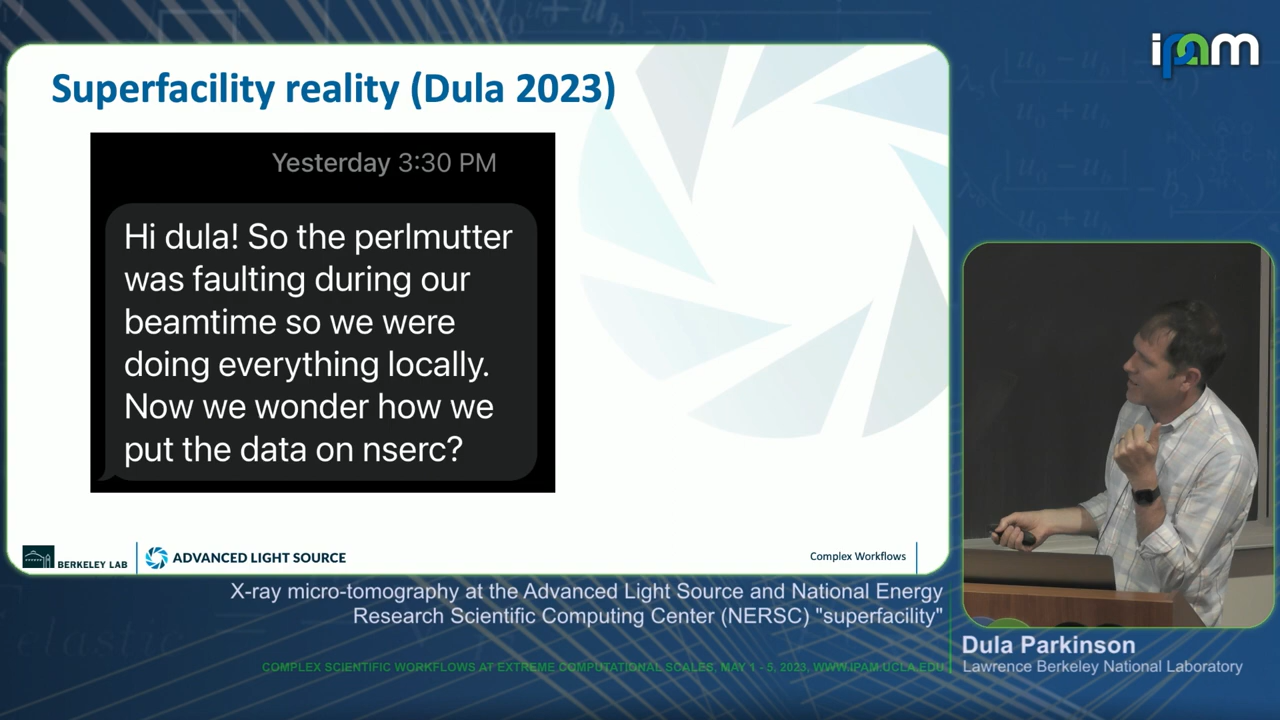 ipam
Superfacility reality (Dula 2023)
Yesterday 3:30 PM
Hi dula! So the perlmutter
was faulting during our
beamtime so we were
doing everything locally.
Now we wonder how we
put the data on nserc?
BERKELEY LAB
ADVANCED LIGHT SOURCE
Complex Workflows
X-ray micro-tomography at the Advanced Light Source and National Energy
Research Scientific Computing Center (NERSC) "superfacility"
COMPLEX SCIENTIFIC WORKFLOWS AT EXTREME COMPUTATIONAL SCALES, MAY 1 - 5, 2023, WWW.IPAM.UCLA.EDU
Dula Parkinson
Lawrence Berkeley National Laboratory
elastic